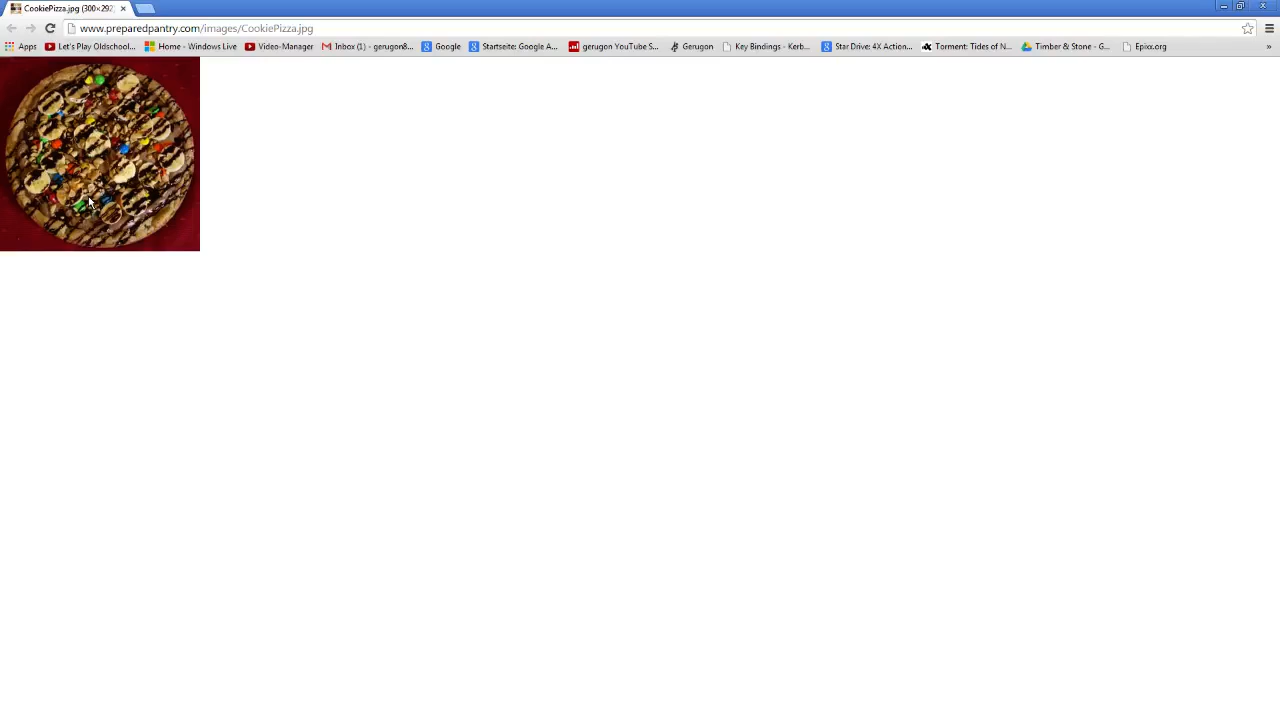 CookiePizza.jpg (300×292)
www.preparedpantry.com/images/CookiePizza.jpg
Apps Let's Play Oldschool... Home - Windows Live Video-Manager Inbox (1) - gerugon8... Google Startseite: Google A... gerugon YouTube S... Gerugon Key Bindings - Kerb... Star Drive: 4X Action... Torment: Tides of N... Timber & Stone - G... Epixx.org »